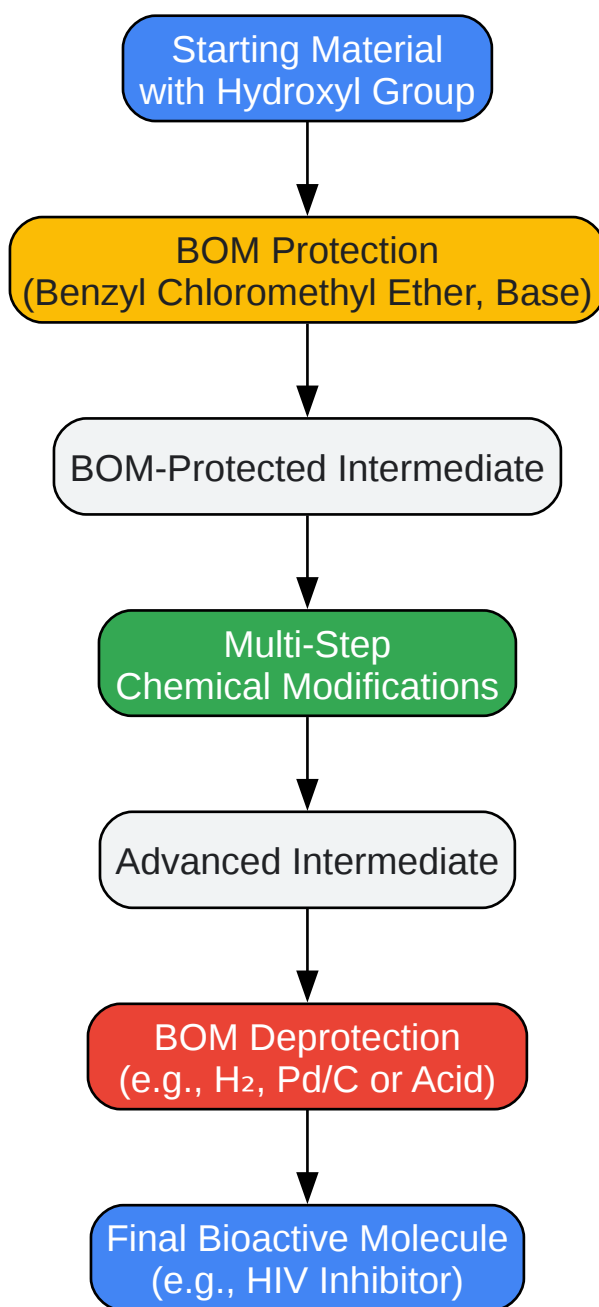 Starting Material
with Hydroxyl Group
BOM Protection
(Benzyl Chloromethyl Ether, Base)
BOM-Protected Intermediate
Multi-Step
Chemical Modifications
Advanced Intermediate
BOM Deprotection
(e.g., H₂, Pd/C or Acid)
Final Bioactive Molecule
(e.g., HIV Inhibitor)